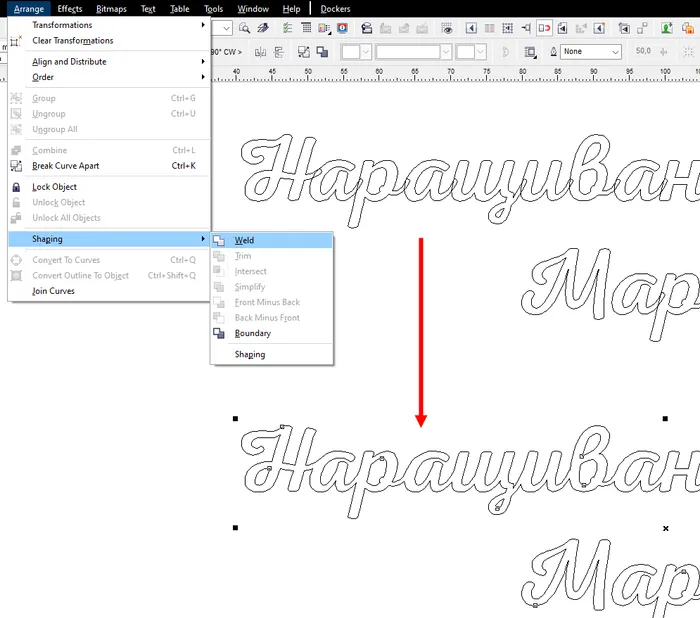 Arrange Effects Bitmaps Text Table Tools Window Help Dockers
Transformations
Clear Transformations
90° CW > None 50,0
Align and Distribute
Order
40 45 50 55 60 65 70 75 80 85 90 95 100
Group Ctrl+G
Ungroup Ctrl+U
Ungroup All
Combine Ctrl+L
Break Curve Apart Ctrl+K
Наращиван
Lock Object
Unlock Object
Unlock All Objects
Shaping
Weld
Convert To Curves Ctrl+Q
Trim
Convert Outline To Object Ctrl+Shift+Q
Intersect
Join Curves
Simplify
Мар
Front Minus Back
Back Minus Front
Boundary
Shaping
Наращиван
Мар